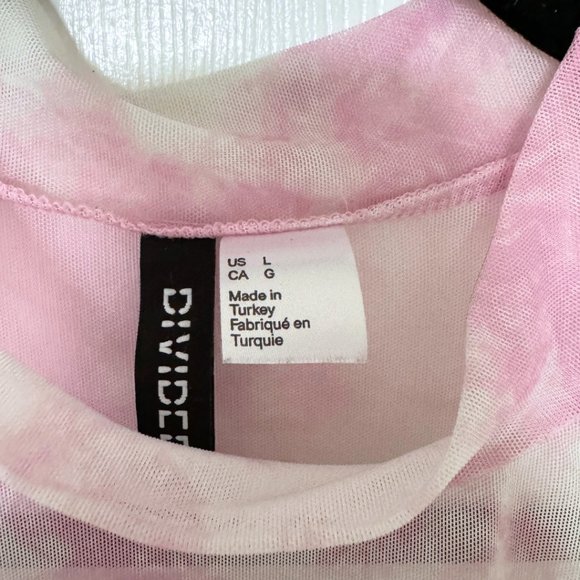 DIVIDE
US L
CA G
Made in
Turkey
Fabriqué en
Turquie